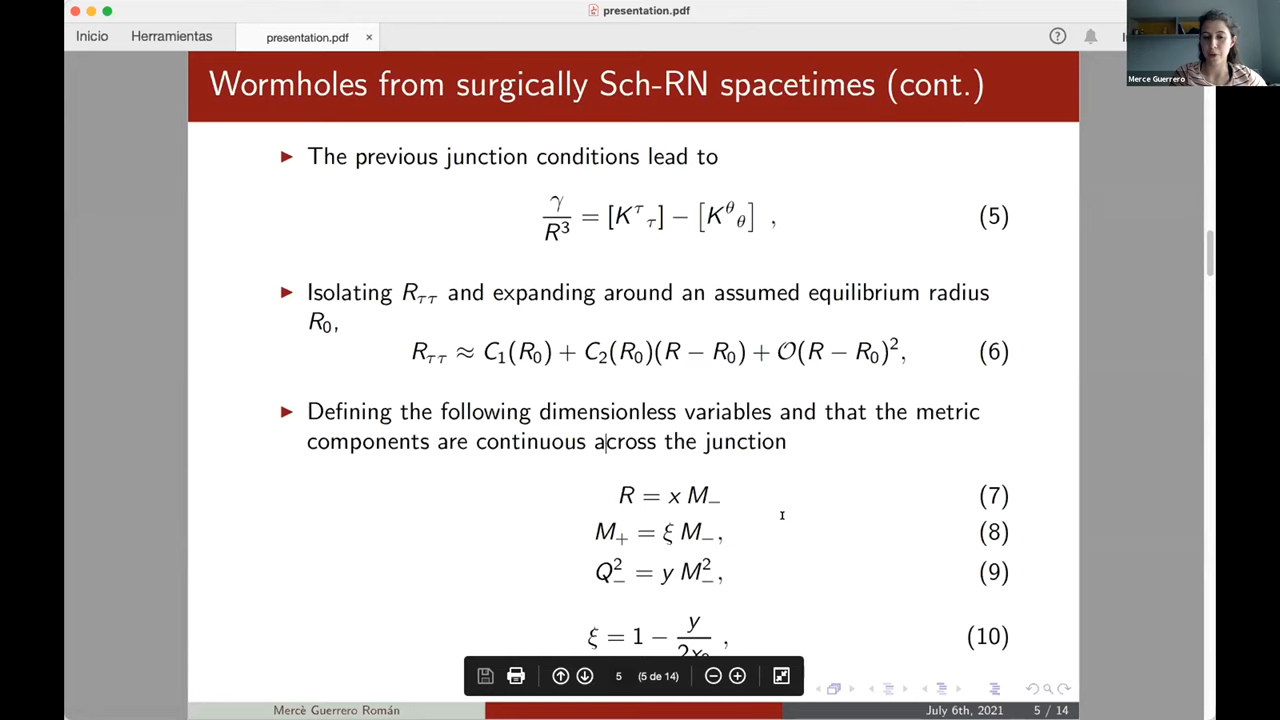 presentation.pdf
Inicio Herramientas presentation.pdf ×
Merce Guerrero
Wormholes from surgically Sch-RN spacetimes (cont.)
▶ The previous junction conditions lead to
γ/R³ = [K^τ_τ] − [K^θ_θ] , (5)
▶ Isolating R_ττ and expanding around an assumed equilibrium radius
R₀,
R_ττ ≈ C₁(R₀) + C₂(R₀)(R − R₀) + O(R − R₀)², (6)
▶ Defining the following dimensionless variables and that the metric
components are continuous across the junction
R = x M₋ (7)
M₊ = ξ M₋, (8)
Q²₋ = y M²₋, (9)
ξ = 1 − y/2x₀ , (10)
5 (5 de 14)
Mercè Guerrero Román July 6th, 2021 5 / 14